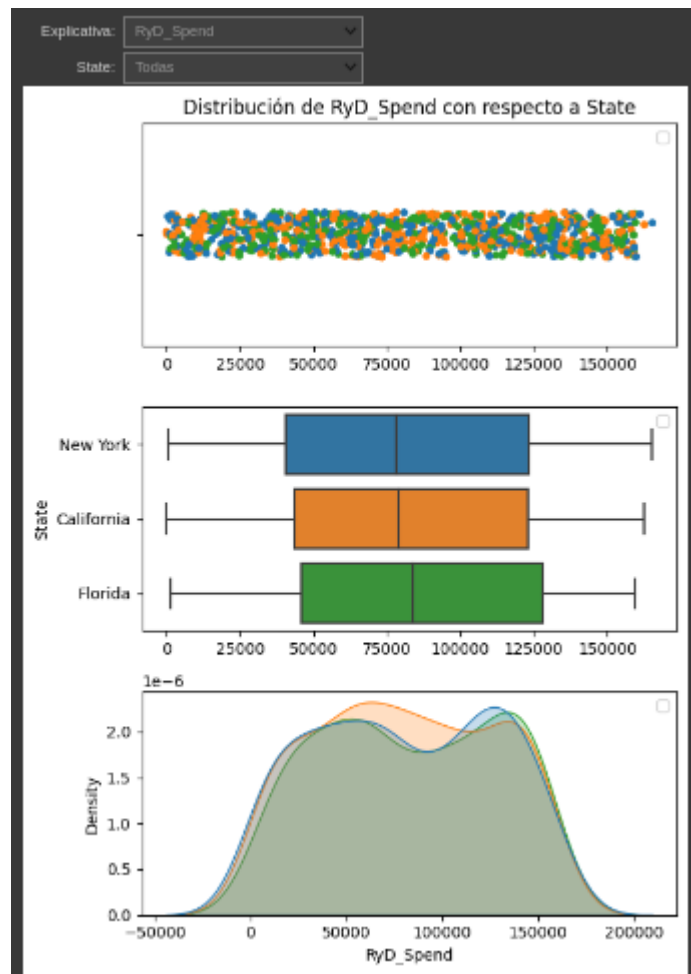 Explicativa: RyD_Spend
State: Todas
Distribución de RyD_Spend con respecto a State
0 25000 50000 75000 100000 125000 150000
New York
California
Florida
State
0 25000 50000 75000 100000 125000 150000
1e−6
2.0
1.5
1.0
0.5
0.0
Density
−50000 0 50000 100000 150000 200000
RyD_Spend